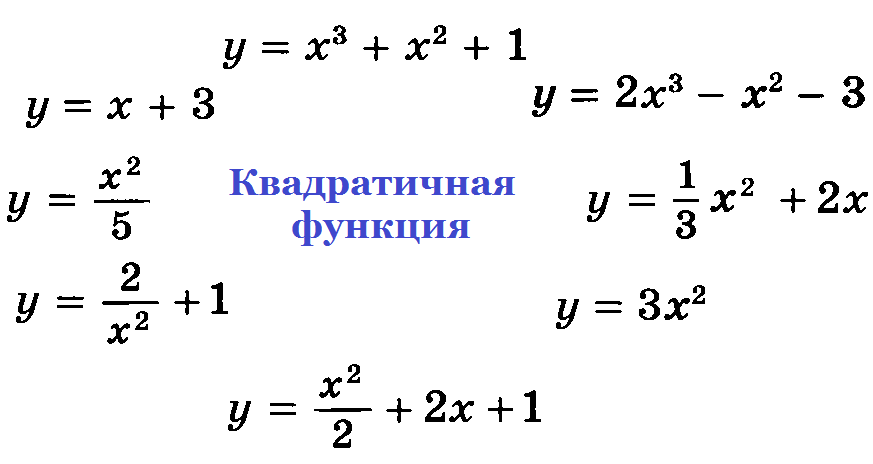 y = x³ + x² + 1
y = x + 3
y = 2x³ − x² − 3
y = x²/5
Квадратичная
функция
y = 1/3 x² + 2x
y = 2/x² + 1
y = 3x²
y = x²/2 + 2x + 1